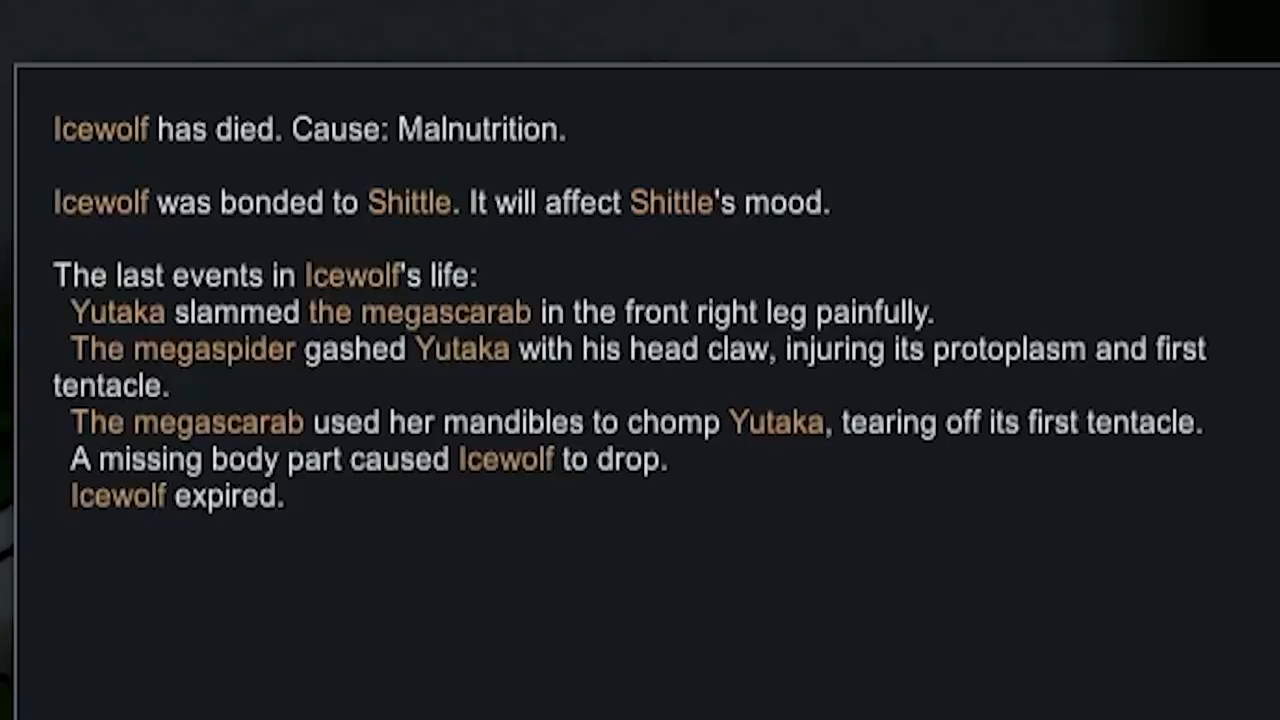 Icewolf has died. Cause: Malnutrition.
Icewolf was bonded to Shittle. It will affect Shittle's mood.
The last events in Icewolf's life:
Yutaka slammed the megascarab in the front right leg painfully.
The megaspider gashed Yutaka with his head claw, injuring its protoplasm and first
tentacle.
The megascarab used her mandibles to chomp Yutaka, tearing off its first tentacle.
A missing body part caused Icewolf to drop.
Icewolf expired.